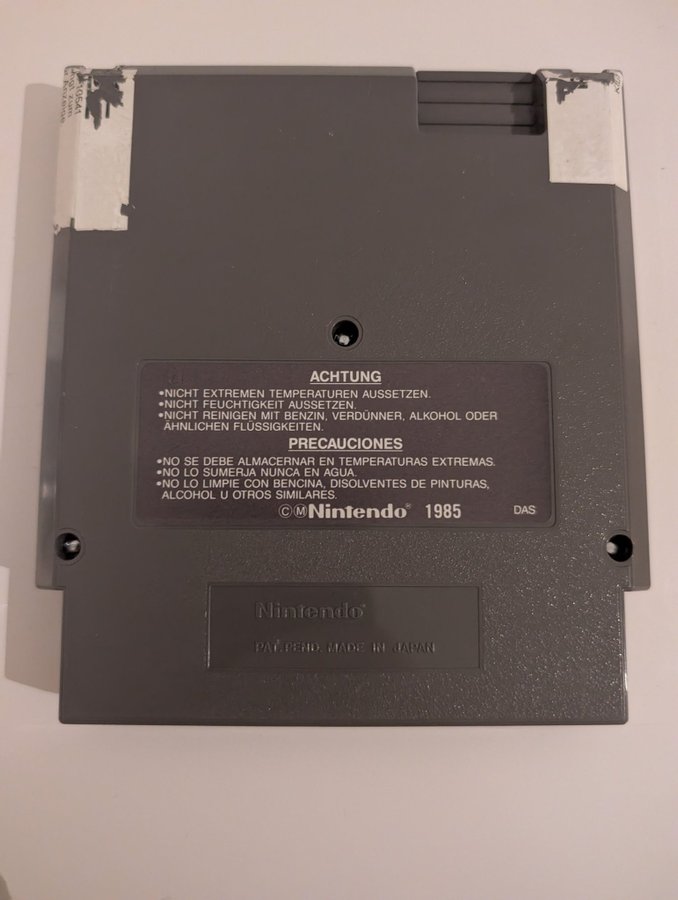 10541
ACHTUNG
•NICHT EXTREMEN TEMPERATUREN AUSSETZEN.
•NICHT FEUCHTIGKEIT AUSSETZEN.
•NICHT REINIGEN MIT BENZIN, VERDÜNNER, ALKOHOL ODER
ÄHNLICHEN FLÜSSIGKEITEN.
PRECAUCIONES
•NO SE DEBE ALMACERNAR EN TEMPERATURAS EXTREMAS.
•NO LO SUMERJA NUNCA EN AGUA.
•NO LO LIMPIE CON BENCINA, DISOLVENTES DE PINTURAS,
ALCOHOL U OTROS SIMILARES.
©ⓂNintendo® 1985 DAS
Nintendo®
PAT. PEND. MADE IN JAPAN